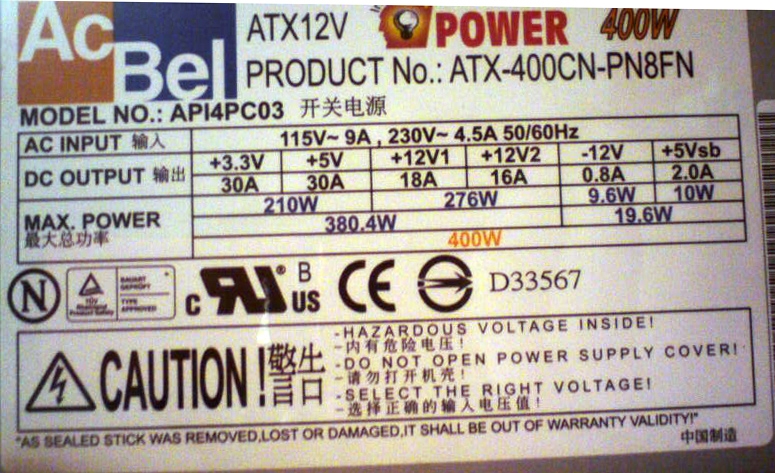 AcBel
ATX12V POWER 400W
PRODUCT No.: ATX-400CN-PN8FN
MODEL NO.: API4PC03 开关电源
AC INPUT 输入 115V~ 9A , 230V~ 4.5A 50/60Hz
DC OUTPUT 输出 +3.3V +5V +12V1 +12V2 -12V +5Vsb
30A 30A 18A 16A 0.8A 2.0A
MAX. POWER 210W 276W 9.6W 10W
最大总功率 380.4W 19.6W
400W
N TÜV BAUART GEPRÜFT TYPE APPROVED c RU US B CE D33567
CAUTION! 警告
-HAZARDOUS VOLTAGE INSIDE!
-内有危险电压!
-DO NOT OPEN POWER SUPPLY COVER!
-请勿打开机壳!
-SELECT THE RIGHT VOLTAGE!
-选择正确的输入电压值!
"AS SEALED STICK WAS REMOVED,LOST OR DAMAGED,IT SHALL BE OUT OF WARRANTY VALIDITY!"
中国制造